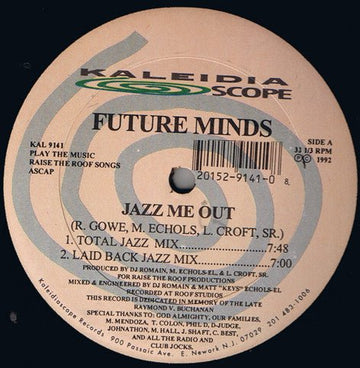 KALEIDIA
SCOPE
FUTURE MINDS
KAL 9141
PLAY THE MUSIC
RAISE THE ROOF SONGS
ASCAP
SIDE A
33 1/3 RPM
Ⓟ © 1992
20152-9141-0 8
JAZZ ME OUT
(R. GOWE, M. ECHOLS, L. CROFT, SR.)
1. TOTAL JAZZ MIX...............7:48
2. LAID BACK JAZZ MIX..........7:00
PRODUCED BY DJ ROMAIN, M. ECHOLS-EL, & L. CROFT, SR.
FOR RAISE THE ROOF PRODUCTIONS
MIXED & ENGINEERED BY DJ ROMAIN & MATT "KEYS" ECHOLS-EL
RECORDED AT ROOF STUDIOS
THIS RECORD IS DEDICATED IN MEMORY OF THE LATE
RAYMOND V. BUCHANAN
SPECIAL THANKS TO: GOD ALMIGHTY, OUR FAMILIES,
M. MENDOZA, T. COLON, PHIL D, D-JUDGE,
JOHNATHON, M. HALL, J. SHAFT, C. BEST,
AND ALL THE RADIO AND
CLUB JOCKS.
Kaleidoscope Records 900 Passaic Ave. E. Newark N.J. 07029 201 4831006